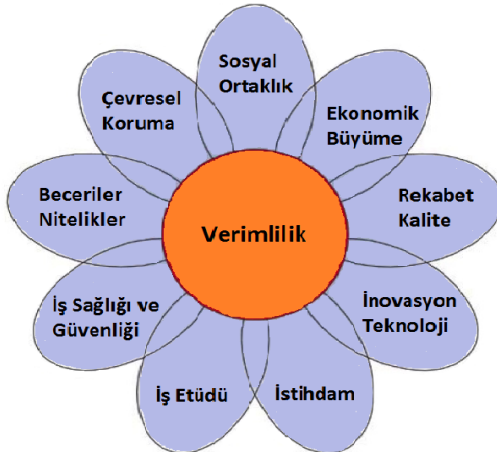 Sosyal
Ortaklık
Ekonomik
Büyüme
Rekabet
Kalite
İnovasyon
Teknoloji
İstihdam
İş Etüdü
İş Sağlığı ve
Güvenliği
Beceriler
Nitelikler
Çevresel
Koruma
Verimlilik